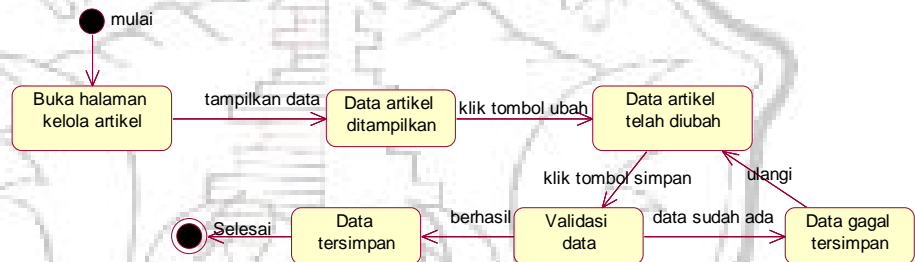 mulai
Buka halaman
kelola artikel
tampilkan data
Data artikel
ditampilkan
klik tombol ubah
Data artikel
telah diubah
klik tombol simpan
ulangi
Selesai
Data
tersimpan
berhasil
Validasi
data
data sudah ada
Data gagal
tersimpan